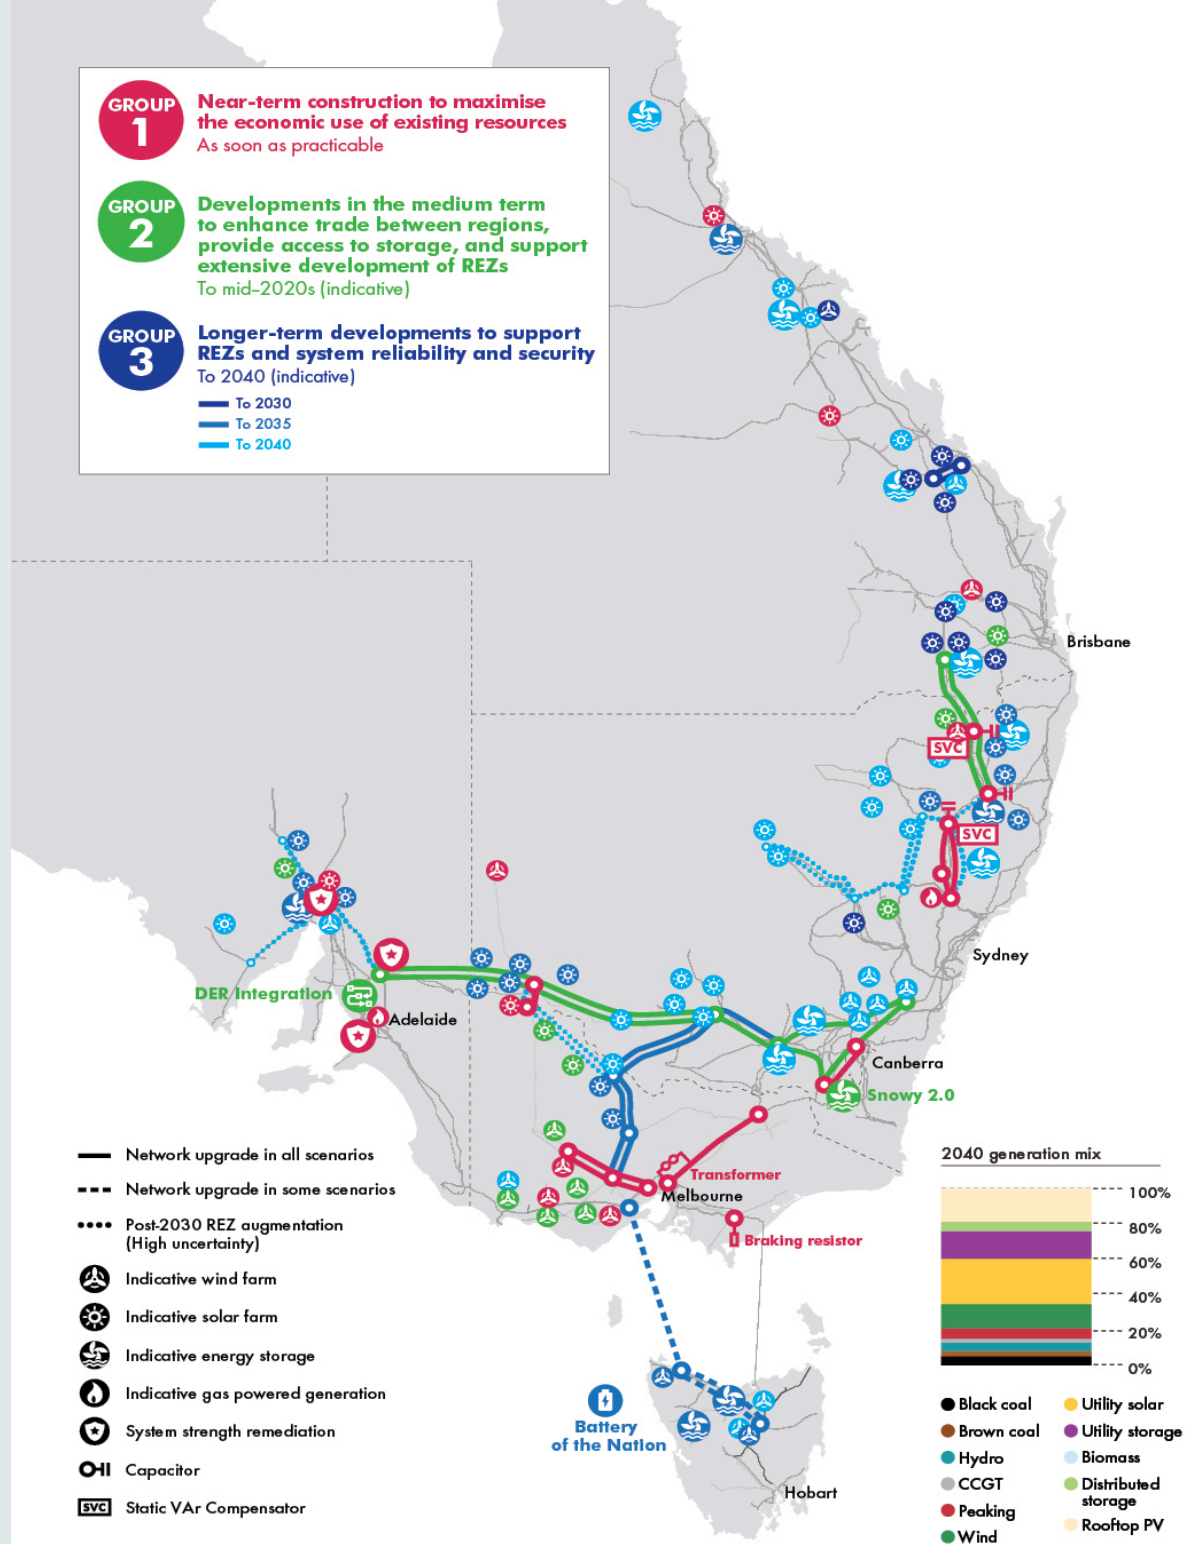 GROUP
1
Near-term construction to maximise
the economic use of existing resources
As soon as practicable
GROUP
2
Developments in the medium term
to enhance trade between regions,
provide access to storage, and support
extensive development of REZs
To mid-2020s (indicative)
GROUP
3
Longer-term developments to support
REZs and system reliability and security
To 2040 (indicative)
To 2030
To 2035
To 2040
Brisbane
SVC
SVC
Sydney
DER Integration
Adelaide
Canberra
Snowy 2.0
Transformer
Melbourne
Braking resistor
Battery
of the Nation
Hobart
Network upgrade in all scenarios
Network upgrade in some scenarios
Post-2030 REZ augmentation
(High uncertainty)
Indicative wind farm
Indicative solar farm
Indicative energy storage
Indicative gas powered generation
System strength remediation
Capacitor
SVC Static VAr Compensator
2040 generation mix
100%
80%
60%
40%
20%
0%
Black coal
Brown coal
Hydro
CCGT
Peaking
Wind
Utility solar
Utility storage
Biomass
Distributed
storage
Rooftop PV